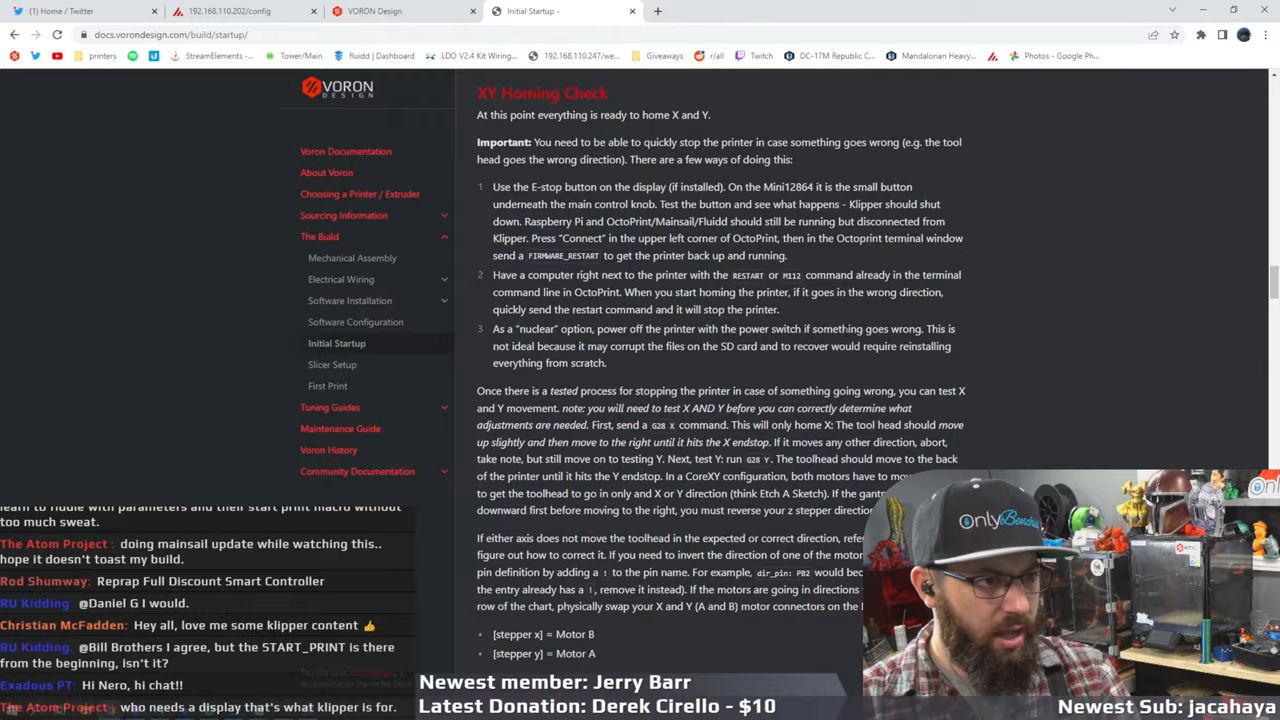 (1) Home / Twitter
192.168.110.202/config
VORON Design
Initial Startup -
docs.vorondesign.com/build/startup/
printers
StreamElements -...
Tower/Main
fluidd | Dashboard
LDO V2.4 Kit Wiring...
192.168.110.247/we...
Giveaways
r/all
Twitch
DC-17M Republic C...
Mandalorian Heavy...
Photos - Google Ph...
VORON
DESIGN
Voron Documentation
About Voron
Choosing a Printer / Extruder
Sourcing Information
The Build
Mechanical Assembly
Electrical Wiring
Software Installation
Software Configuration
Initial Startup
Slicer Setup
First Print
Tuning Guides
Maintenance Guide
Voron History
Community Documentation
XY Homing Check
At this point everything is ready to home X and Y.
Important: You need to be able to quickly stop the printer in case something goes wrong (e.g. the tool
head goes the wrong direction). There are a few ways of doing this:
1 Use the E-stop button on the display (if installed). On the Mini12864 it is the small button
underneath the main control knob. Test the button and see what happens - Klipper should shut
down. Raspberry Pi and OctoPrint/Mainsail/Fluidd should still be running but disconnected from
Klipper. Press "Connect" in the upper left corner of OctoPrint, then in the Octoprint terminal window
send a FIRMWARE_RESTART to get the printer back up and running.
2 Have a computer right next to the printer with the RESTART or M112 command already in the terminal
command line in OctoPrint. When you start homing the printer, if it goes in the wrong direction,
quickly send the restart command and it will stop the printer.
3 As a "nuclear" option, power off the printer with the power switch if something goes wrong. This is
not ideal because it may corrupt the files on the SD card and to recover would require reinstalling
everything from scratch.
Once there is a tested process for stopping the printer in case of something going wrong, you can test X
and Y movement. note: you will need to test X AND Y before you can correctly determine what
adjustments are needed. First, send a G28 X command. This will only home X: The tool head should move
up slightly and then move to the right until it hits the X endstop. If it moves any other direction, abort,
take note, but still move on to testing Y. Next, test Y: run G28 Y. The toolhead should move to the back
of the printer until it hits the Y endstop. In a CoreXY configuration, both motors have to mov
to get the toolhead to go in only and X or Y direction (think Etch A Sketch). If the gant
downward first before moving to the right, you must reverse your z stepper direction
If either axis does not move the toolhead in the expected or correct direction, refer
figure out how to correct it. If you need to invert the direction of one of the motor
pin definition by adding a ! to the pin name. For example, dir_pin: PB2 would bec
the entry already has a !, remove it instead). If the motors are going in directions
row of the chart, physically swap your X and Y (A and B) motor connectors on the
• [stepper x] = Motor B
• [stepper y] = Motor A
learn to fiddle with parameters and their start print macro without
too much sweat.
The Atom Project : doing mainsail update while watching this..
hope it doesn't toast my build.
Rod Shumway: Reprap Full Discount Smart Controller
RU Kidding : @Daniel G I would.
Christian McFadden: Hey all, love me some klipper content 👍
RU Kidding : @Bill Brothers I agree, but the START_PRINT is there
from the beginning, isn't it?
Exadous PT: Hi Nero, hi chat!!
The Atom Project : who needs a display that's what klipper is for.
OnlyBenchys
Newest member: Jerry Barr
Latest Donation: Derek Cirello - $10
Newest Sub: jacahaya